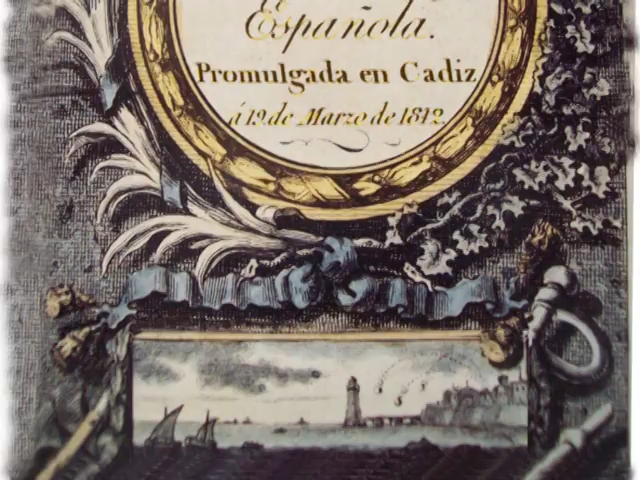 Española.
Promulgada en Cadiz
á 19 de Marzo de 1812.